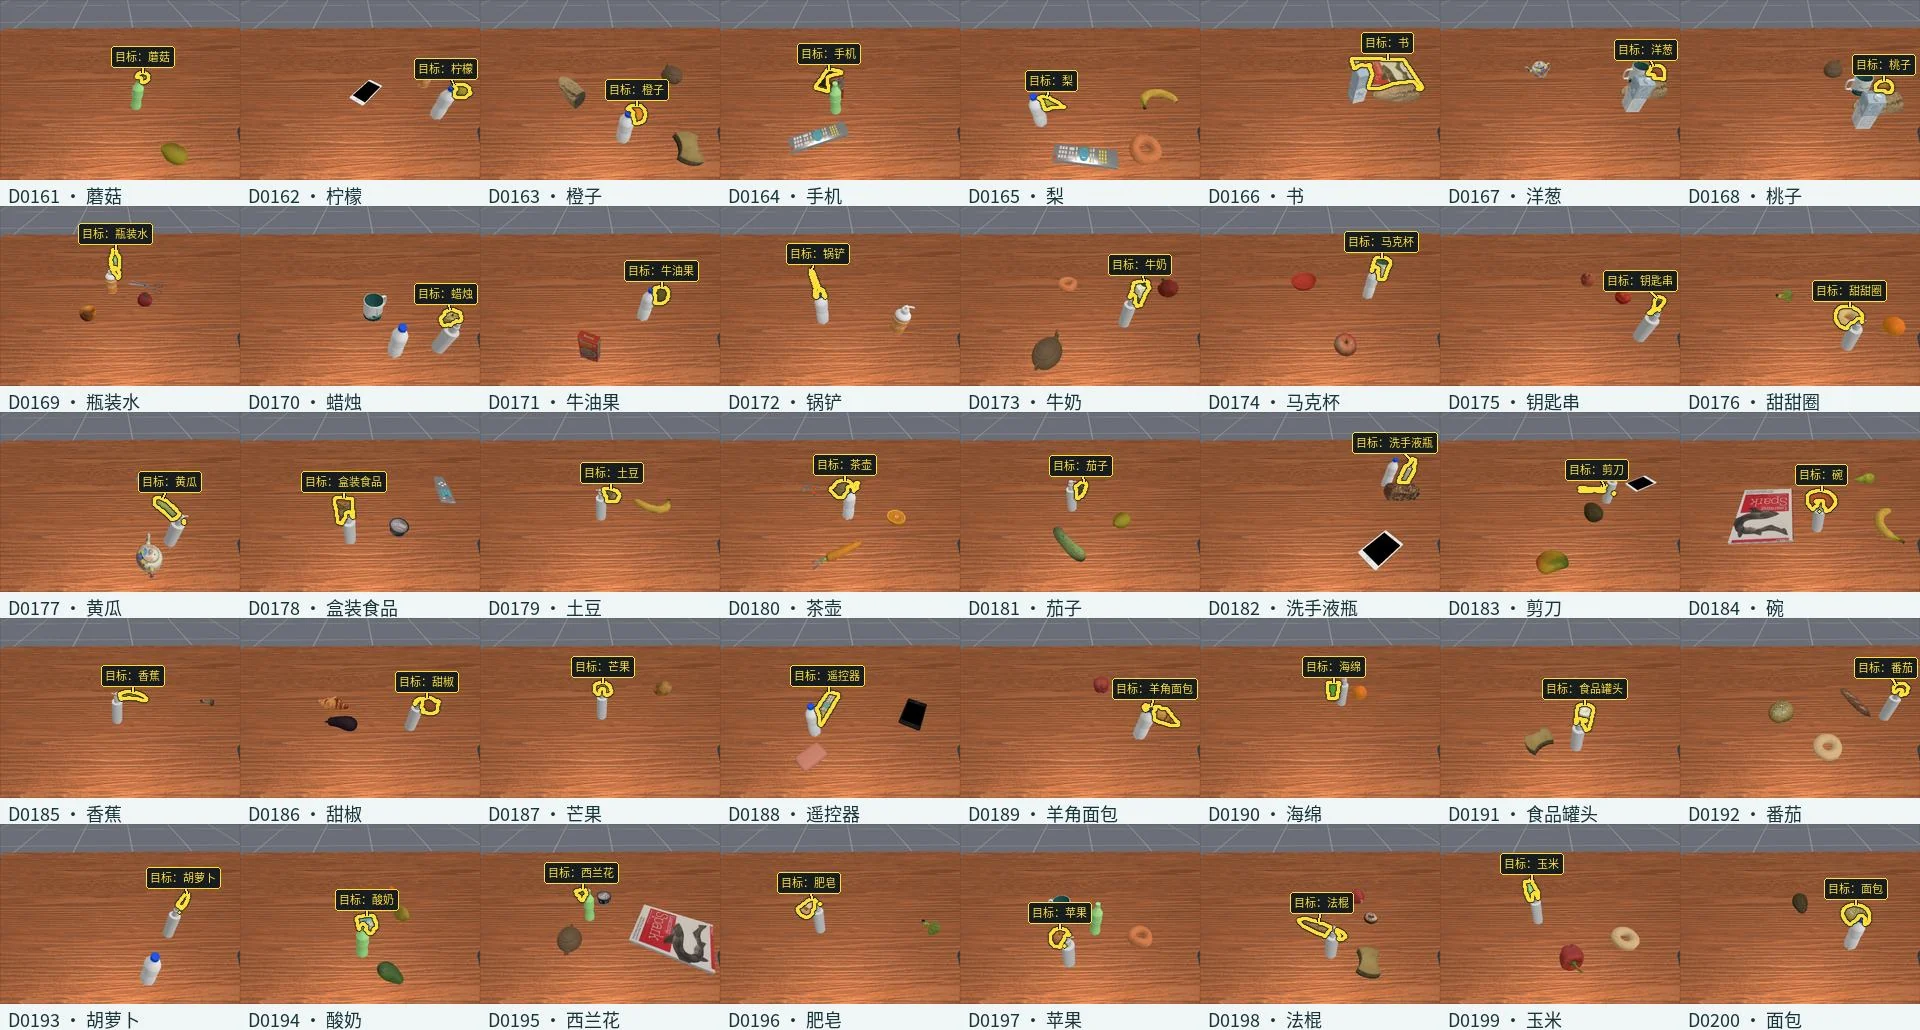 目标：蘑菇
目标：柠檬
目标：橙子
目标：手机
目标：梨
目标：书
目标：洋葱
目标：桃子
D0161 · 蘑菇
D0162 · 柠檬
D0163 · 橙子
D0164 · 手机
D0165 · 梨
D0166 · 书
D0167 · 洋葱
D0168 · 桃子
目标：瓶装水
目标：蜡烛
目标：牛油果
目标：锅铲
目标：牛奶
目标：马克杯
目标：钥匙串
目标：甜甜圈
D0169 · 瓶装水
D0170 · 蜡烛
D0171 · 牛油果
D0172 · 锅铲
D0173 · 牛奶
D0174 · 马克杯
D0175 · 钥匙串
D0176 · 甜甜圈
目标：黄瓜
目标：盒装食品
目标：土豆
目标：茶壶
目标：茄子
目标：洗手液瓶
目标：剪刀
目标：碗
Spark
D0177 · 黄瓜
D0178 · 盒装食品
D0179 · 土豆
D0180 · 茶壶
D0181 · 茄子
D0182 · 洗手液瓶
D0183 · 剪刀
D0184 · 碗
目标：香蕉
目标：甜椒
目标：芒果
目标：遥控器
目标：羊角面包
目标：海绵
目标：食品罐头
目标：番茄
D0185 · 香蕉
D0186 · 甜椒
D0187 · 芒果
D0188 · 遥控器
D0189 · 羊角面包
D0190 · 海绵
D0191 · 食品罐头
D0192 · 番茄
目标：胡萝卜
目标：酸奶
目标：西兰花
目标：肥皂
目标：苹果
目标：法棍
目标：玉米
目标：面包
Spark
D0193 · 胡萝卜
D0194 · 酸奶
D0195 · 西兰花
D0196 · 肥皂
D0197 · 苹果
D0198 · 法棍
D0199 · 玉米
D0200 · 面包